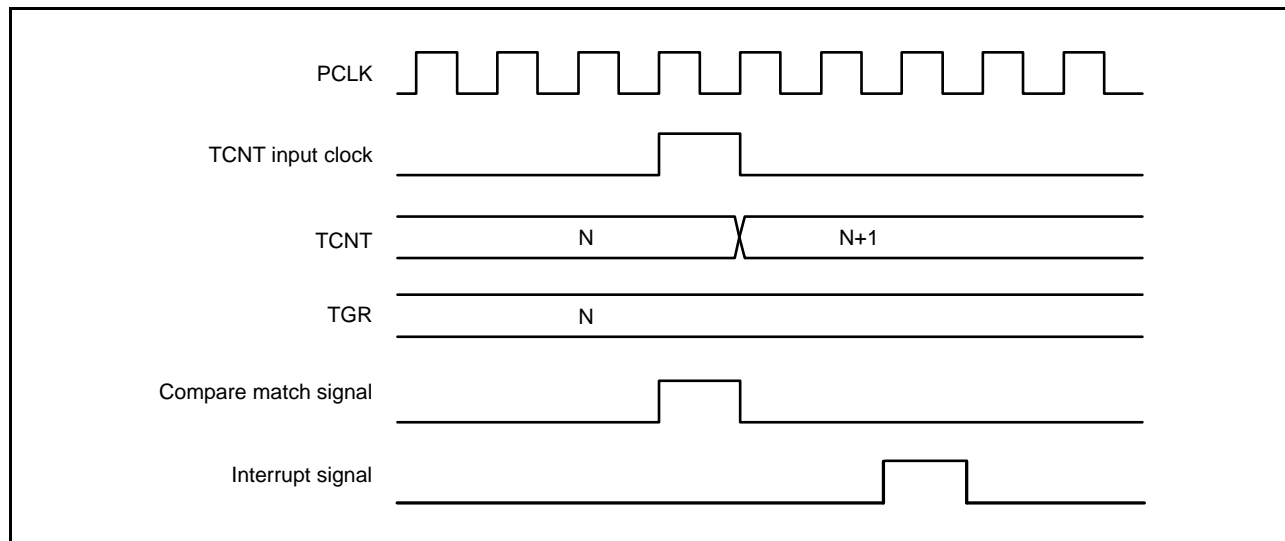 PCLK
TCNT input clock
TCNT
N
N+1
TGR
N
Compare match signal
Interrupt signal